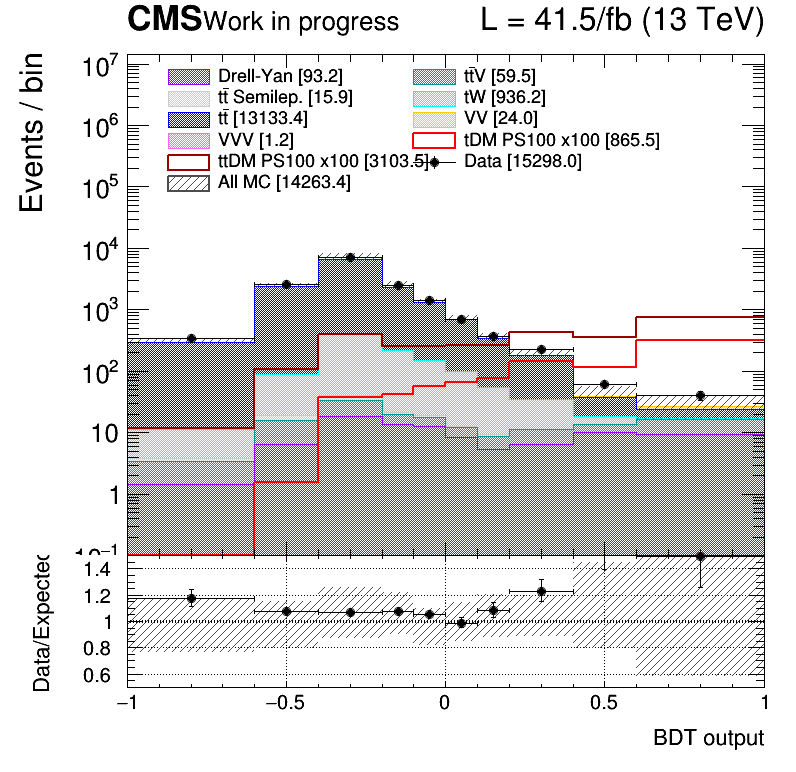 CMS Work in progress L = 41.5/fb (13 TeV)
Events / bin
10⁷
10⁶
10⁵
10⁴
10³
10²
10
1
10⁻¹
Drell-Yan [93.2] tt̄V [59.5]
tt̄ Semilep. [15.9] tW [936.2]
tt̄ [13133.4] VV [24.0]
VVV [1.2] tDM PS100 x100 [865.5]
ttDM PS100 x100 [3103.5] Data [15298.0]
All MC [14263.4]
Data/Expected
1.4
1.2
1
0.8
0.6
−1 −0.5 0 0.5 1
BDT output